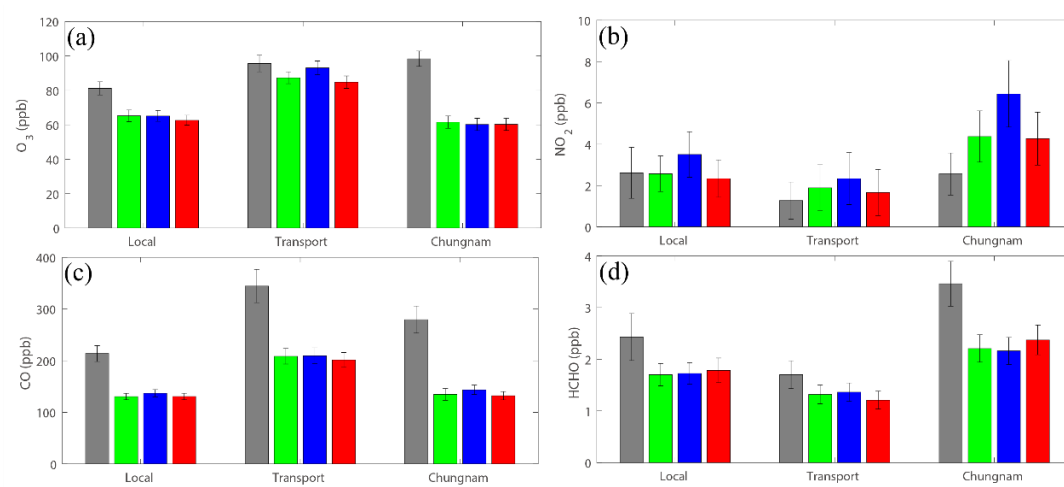 (a)
O3 (ppb)
120
100
80
60
40
20
0
Local Transport Chungnam
(b)
NO2 (ppb)
10
8
6
4
2
0
Local Transport Chungnam
(c)
CO (ppb)
400
300
200
100
0
Local Transport Chungnam
(d)
HCHO (ppb)
4
3
2
1
0
Local Transport Chungnam